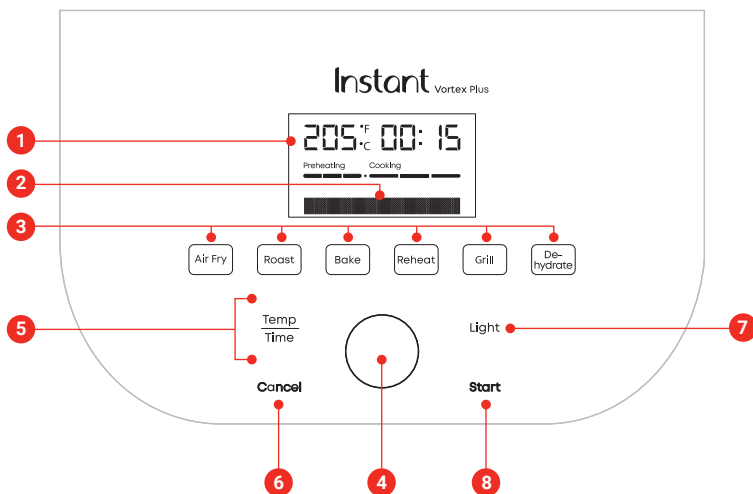 Instant Vortex Plus
1
205 °F °C 00:15
Preheating Cooking
2
3
Air Fry Roast Bake Reheat Grill De-
hydrate
5
Temp
Time
Light
7
Cancel
Start
6
4
8